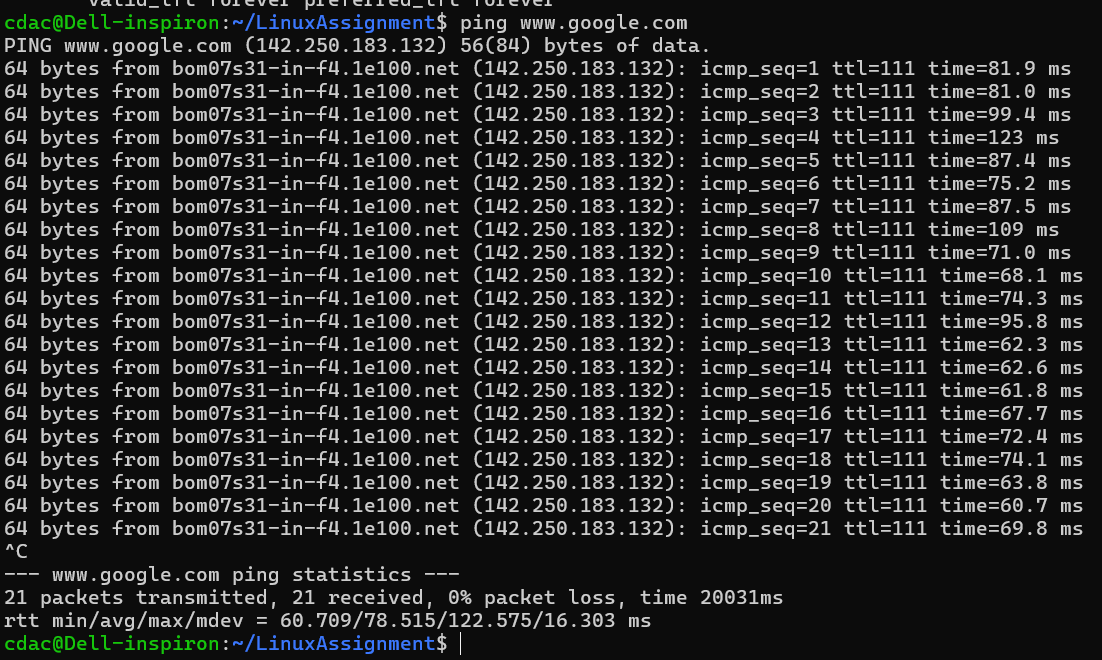 valid_lft forever preferred_lft forever
cdac@Dell-inspiron:~/LinuxAssignment$ ping www.google.com
PING www.google.com (142.250.183.132) 56(84) bytes of data.
64 bytes from bom07s31-in-f4.1e100.net (142.250.183.132): icmp_seq=1 ttl=111 time=81.9 ms
64 bytes from bom07s31-in-f4.1e100.net (142.250.183.132): icmp_seq=2 ttl=111 time=81.0 ms
64 bytes from bom07s31-in-f4.1e100.net (142.250.183.132): icmp_seq=3 ttl=111 time=99.4 ms
64 bytes from bom07s31-in-f4.1e100.net (142.250.183.132): icmp_seq=4 ttl=111 time=123 ms
64 bytes from bom07s31-in-f4.1e100.net (142.250.183.132): icmp_seq=5 ttl=111 time=87.4 ms
64 bytes from bom07s31-in-f4.1e100.net (142.250.183.132): icmp_seq=6 ttl=111 time=75.2 ms
64 bytes from bom07s31-in-f4.1e100.net (142.250.183.132): icmp_seq=7 ttl=111 time=87.5 ms
64 bytes from bom07s31-in-f4.1e100.net (142.250.183.132): icmp_seq=8 ttl=111 time=109 ms
64 bytes from bom07s31-in-f4.1e100.net (142.250.183.132): icmp_seq=9 ttl=111 time=71.0 ms
64 bytes from bom07s31-in-f4.1e100.net (142.250.183.132): icmp_seq=10 ttl=111 time=68.1 ms
64 bytes from bom07s31-in-f4.1e100.net (142.250.183.132): icmp_seq=11 ttl=111 time=74.3 ms
64 bytes from bom07s31-in-f4.1e100.net (142.250.183.132): icmp_seq=12 ttl=111 time=95.8 ms
64 bytes from bom07s31-in-f4.1e100.net (142.250.183.132): icmp_seq=13 ttl=111 time=62.3 ms
64 bytes from bom07s31-in-f4.1e100.net (142.250.183.132): icmp_seq=14 ttl=111 time=62.6 ms
64 bytes from bom07s31-in-f4.1e100.net (142.250.183.132): icmp_seq=15 ttl=111 time=61.8 ms
64 bytes from bom07s31-in-f4.1e100.net (142.250.183.132): icmp_seq=16 ttl=111 time=67.7 ms
64 bytes from bom07s31-in-f4.1e100.net (142.250.183.132): icmp_seq=17 ttl=111 time=72.4 ms
64 bytes from bom07s31-in-f4.1e100.net (142.250.183.132): icmp_seq=18 ttl=111 time=74.1 ms
64 bytes from bom07s31-in-f4.1e100.net (142.250.183.132): icmp_seq=19 ttl=111 time=63.8 ms
64 bytes from bom07s31-in-f4.1e100.net (142.250.183.132): icmp_seq=20 ttl=111 time=60.7 ms
64 bytes from bom07s31-in-f4.1e100.net (142.250.183.132): icmp_seq=21 ttl=111 time=69.8 ms
^C
--- www.google.com ping statistics ---
21 packets transmitted, 21 received, 0% packet loss, time 20031ms
rtt min/avg/max/mdev = 60.709/78.515/122.575/16.303 ms
cdac@Dell-inspiron:~/LinuxAssignment$